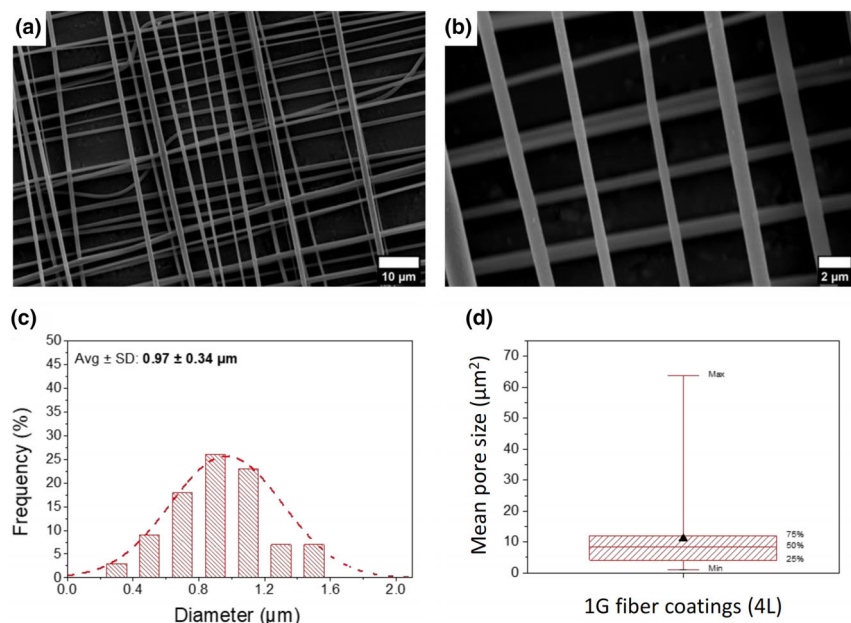 (a)
10 µm
(b)
2 µm
(c)
50
45
40
35
30
25
20
15
10
5
0
Frequency (%)
Avg ± SD: 0.97 ± 0.34 µm
0.0 0.4 0.8 1.2 1.6 2.0
Diameter (µm)
(d)
70
60
50
40
30
20
10
0
Mean pore size (µm²)
Max
75%
50%
25%
Min
1G fiber coatings (4L)